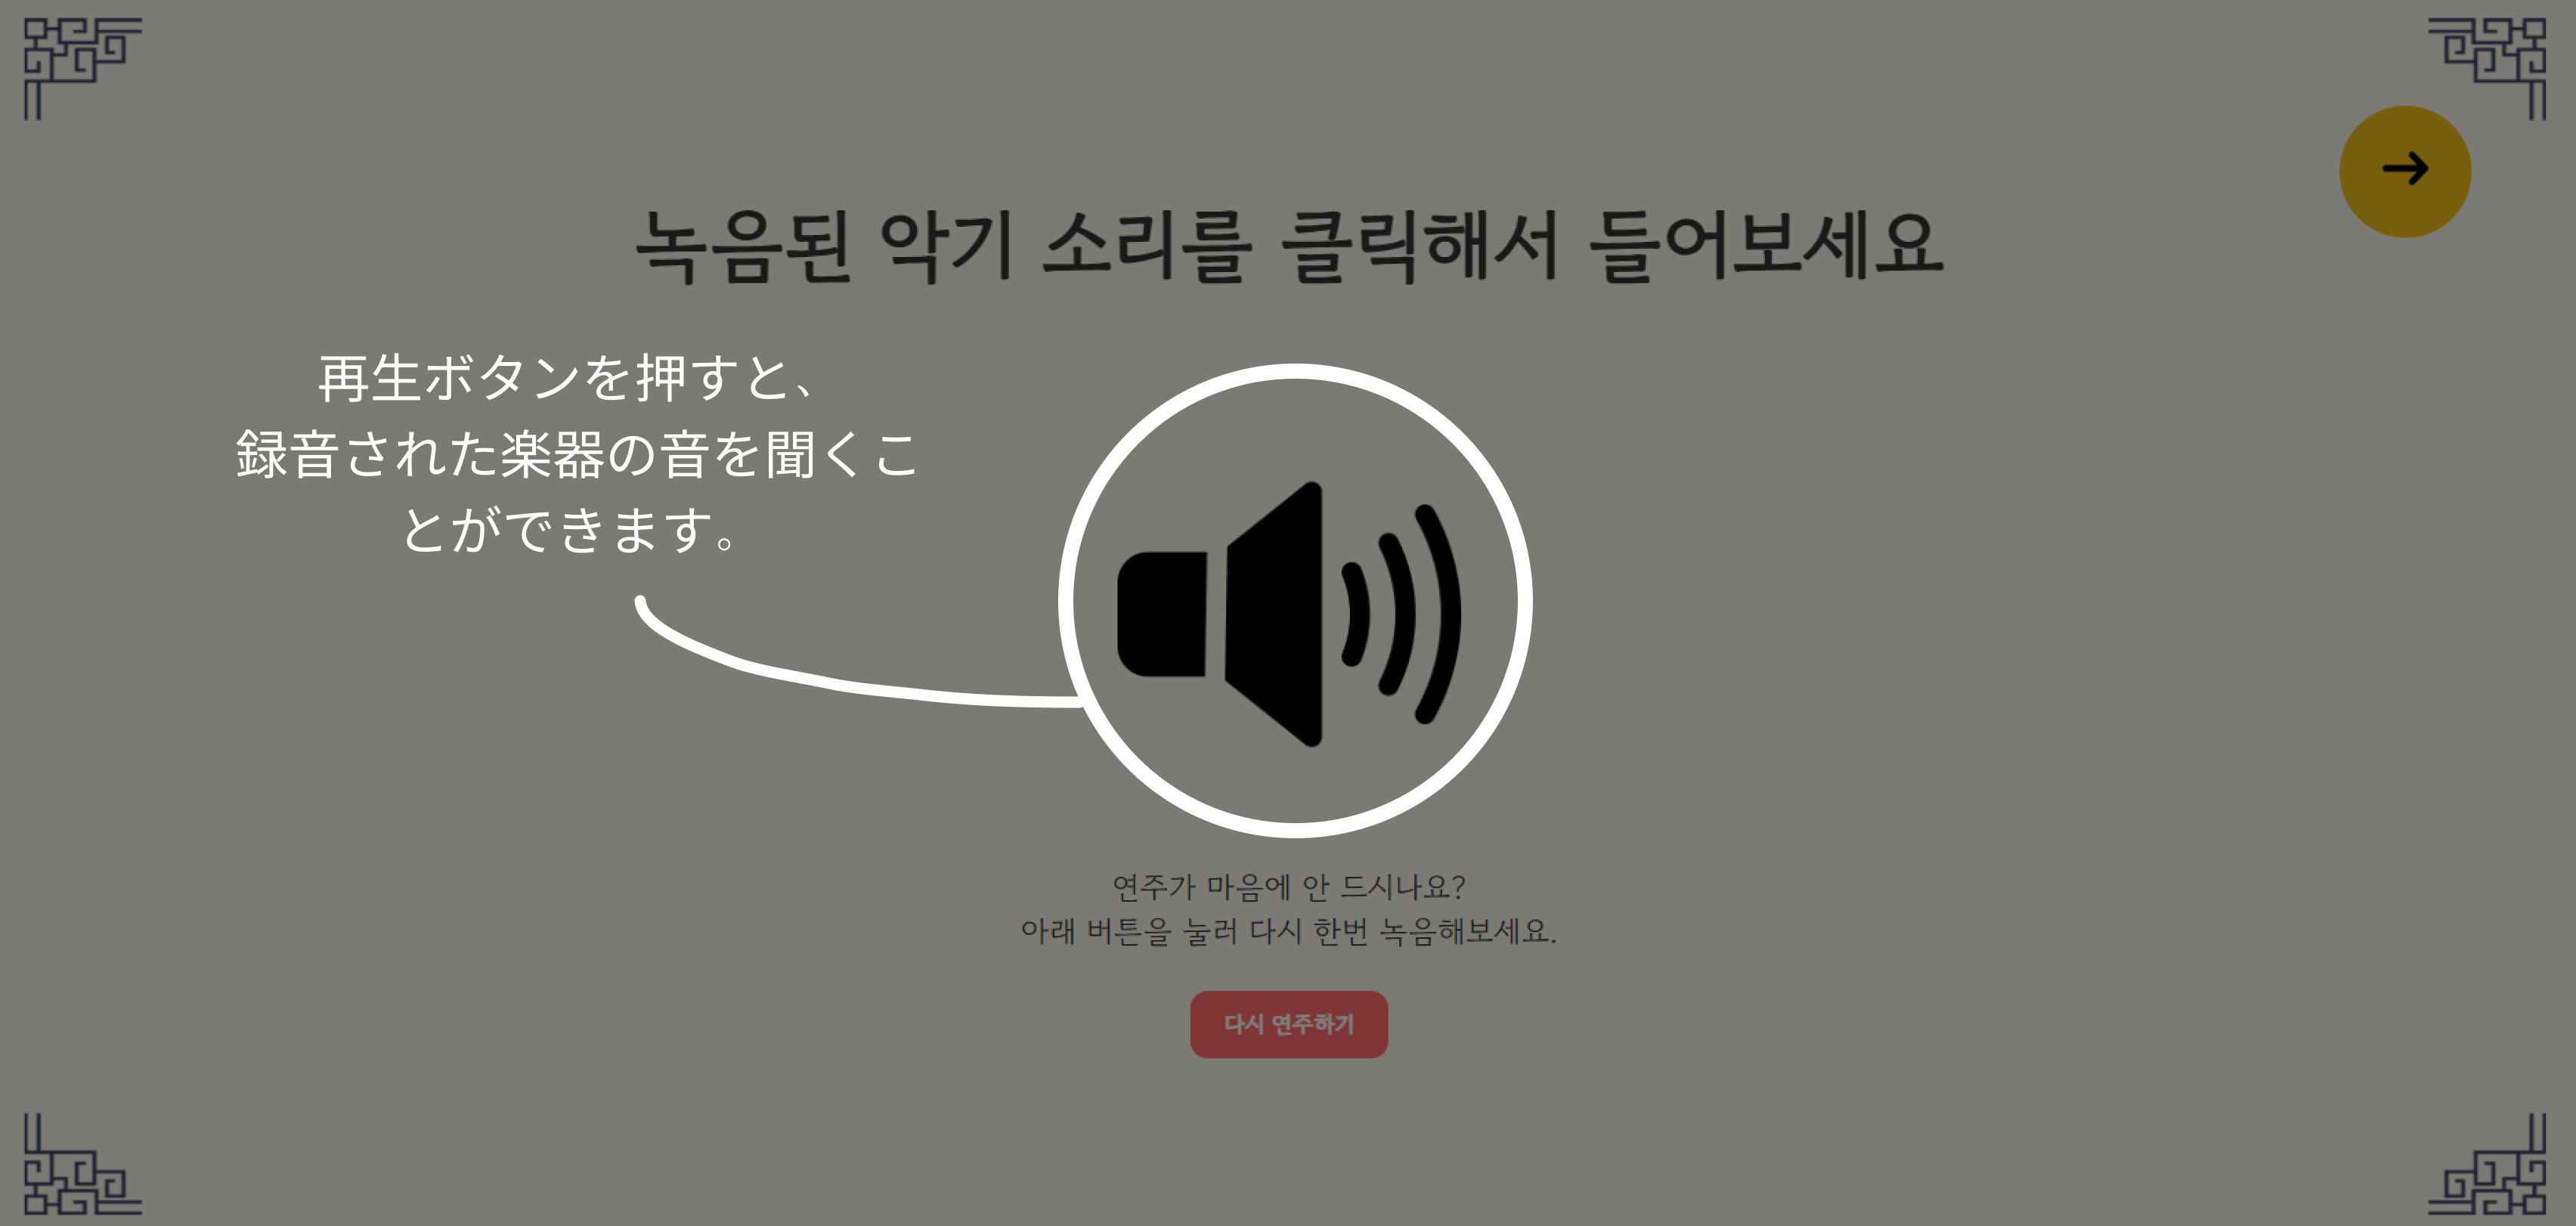 녹음된 악기 소리를 클릭해서 들어보세요
再生ボタンを押すと、
録音された楽器の音を聞くこ
とができます。
연주가 마음에 안 드시나요?
아래 버튼을 눌러 다시 한번 녹음해보세요.
다시 연주하기